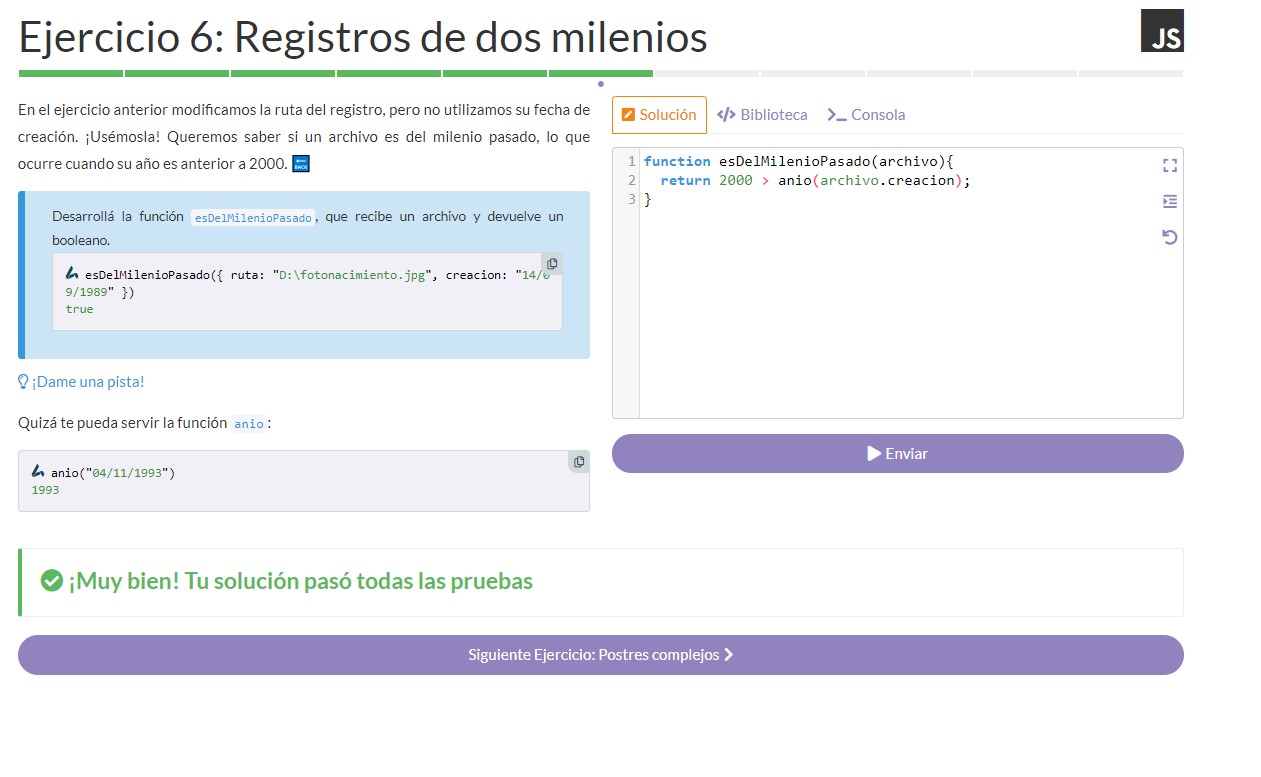 Ejercicio 6: Registros de dos milenios
JS
En el ejercicio anterior modificamos la ruta del registro, pero no utilizamos su fecha de
creación. ¡Usémosla! Queremos saber si un archivo es del milenio pasado, lo que
ocurre cuando su año es anterior a 2000. 🔙
Desarrollá la función esDelMilenioPasado, que recibe un archivo y devuelve un
booleano.
esDelMilenioPasado({ ruta: "D:\fotonacimiento.jpg", creacion: "14/0
9/1989" })
true
¡Dame una pista!
Quizá te pueda servir la función anio:
anio("04/11/1993")
1993
Solución
Biblioteca
Consola
1 function esDelMilenioPasado(archivo){
2 return 2000 > anio(archivo.creacion);
3 }
Enviar
¡Muy bien! Tu solución pasó todas las pruebas
Siguiente Ejercicio: Postres complejos